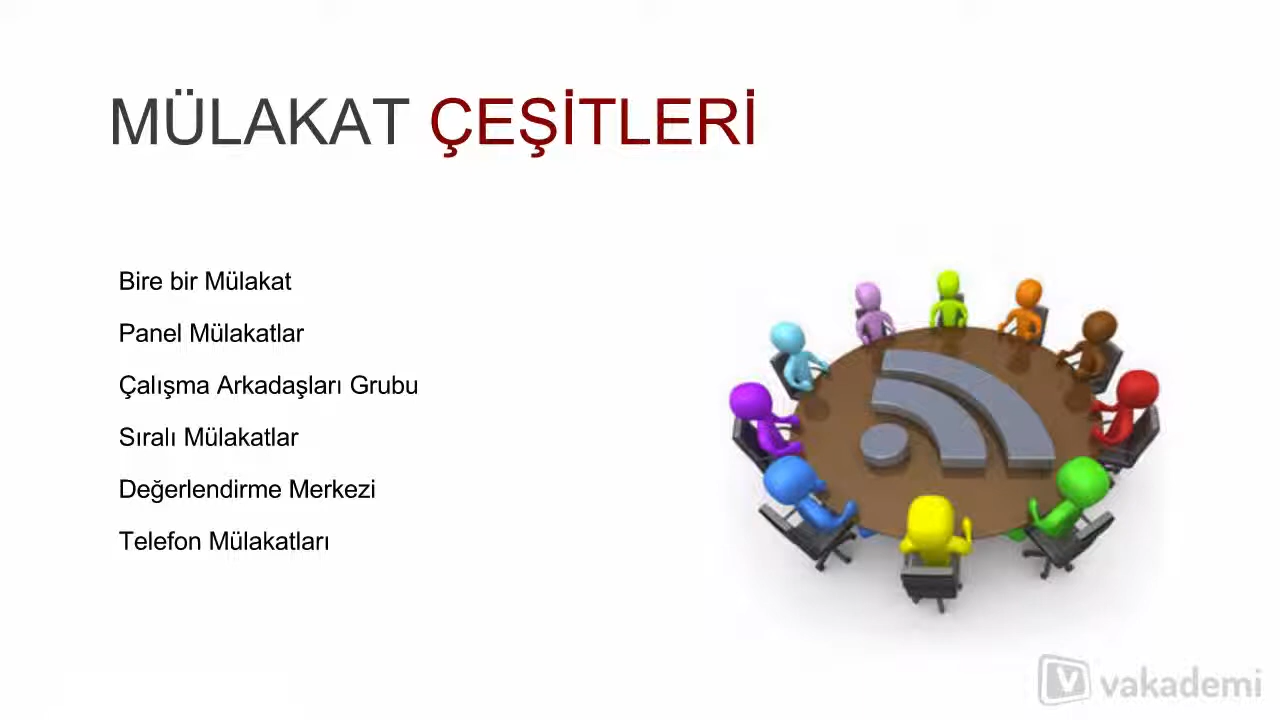 MÜLAKAT ÇEŞİTLERİ
Bire bir Mülakat
Panel Mülakatlar
Çalışma Arkadaşları Grubu
Sıralı Mülakatlar
Değerlendirme Merkezi
Telefon Mülakatları
vakademi